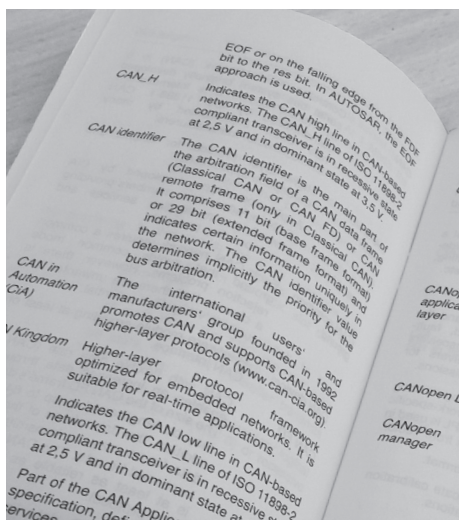 EOF or on the falling edge from the FDF
bit to the res bit. In AUTOSAR, the EOF
approach is used.
CAN_H Indicates the CAN high line in CAN-based
networks. The CAN_H line of ISO 11898-2
compliant transceiver is in recessive state
at 2,5 V and in dominant state at 3,5 V.
CAN identifier The CAN identifier is the main part of
the arbitration field of a CAN data frame
(Classical CAN or CAN FD), or CAN
remote frame (only in Classical CAN).
It comprises 11 bit (base frame format)
or 29 bit (extended frame format) and
indicates certain information uniquely in
the network. The CAN identifier value
determines implicitly the priority for the
bus arbitration.
CAN in The international users' and
Automation manufacturers' group founded in 1992
(CiA) promotes CAN and supports CAN-based
higher-layer protocols (www.can-cia.org).
Kingdom Higher-layer protocol framework
optimized for embedded networks. It is
suitable for real-time applications.
Indicates the CAN low line in CAN-based
networks. The CAN_L line of ISO 11898-2
compliant transceiver is in recessive state
at 2,5 V and in dominant state at
Part of the CAN
specification,
layer
CANopen
CANopen
manager